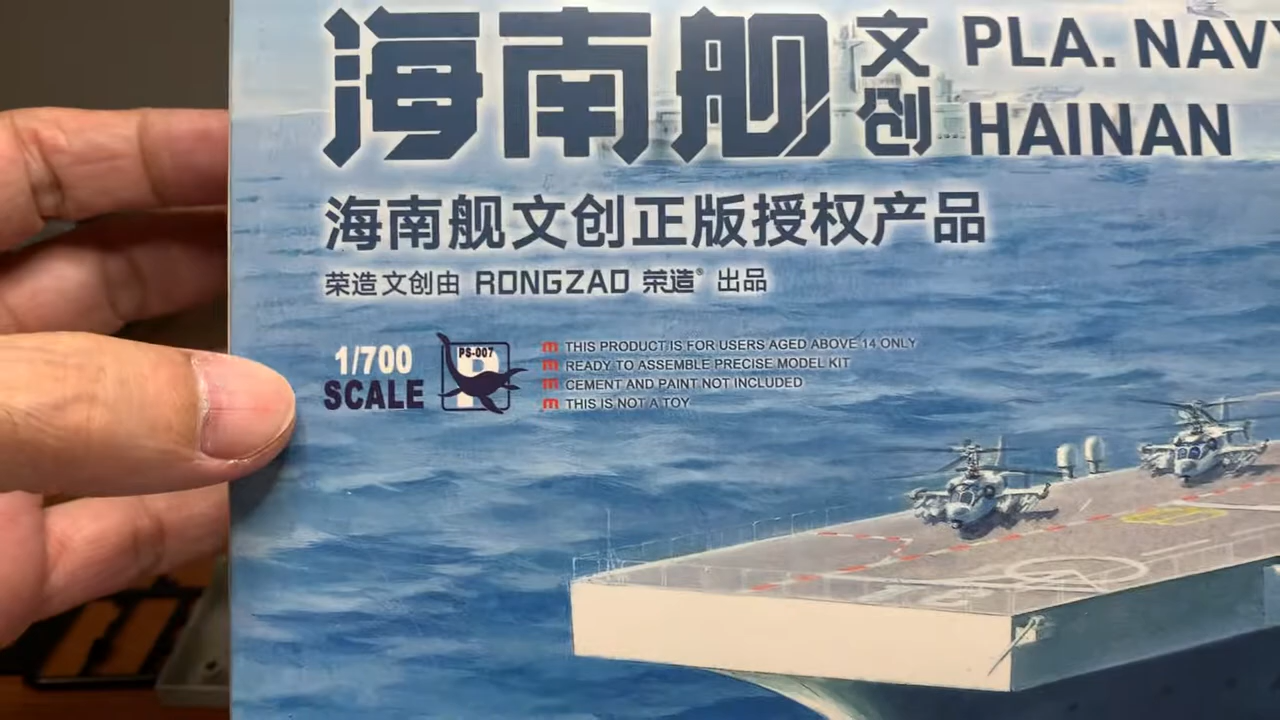 海南舰 文创 PLA. NAVY
HAINAN
海南舰文创正版授权产品
荣造文创由 RONGZAO 荣造® 出品
1/700
SCALE
PS-007
P
THIS PRODUCT IS FOR USERS AGED ABOVE 14 ONLY
READY TO ASSEMBLE PRECISE MODEL KIT
CEMENT AND PAINT NOT INCLUDED
THIS IS NOT A TOY